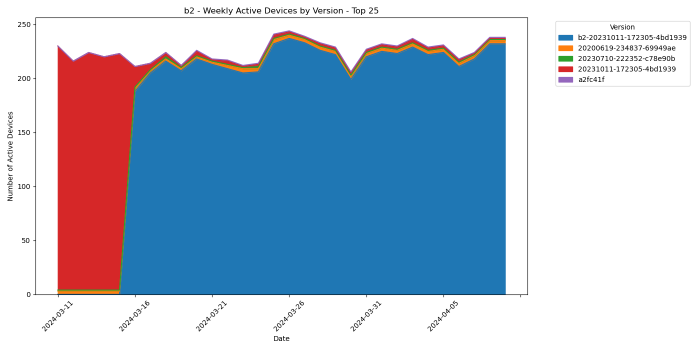 b2 - Weekly Active Devices by Version - Top 25
Number of Active Devices
250
200
150
100
50
0
2024-03-11
2024-03-16
2024-03-21
2024-03-26
2024-03-31
2024-04-05
Date
Version
b2-20231011-172305-4bd1939
20200619-234837-69949ae
20230710-222352-c78e90b
20231011-172305-4bd1939
a2fc41f